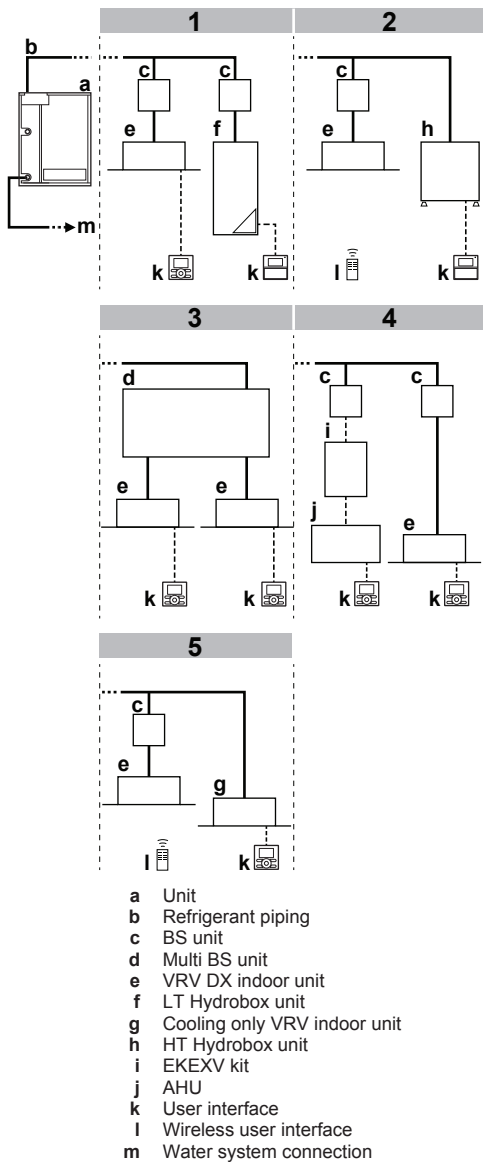 1 2
b
a
c c
e f
k k
c
e h
l k
m
3 4
d
e e
k k
c c
i
j e
k k
5
c
e
g
l k
a Unit
b Refrigerant piping
c BS unit
d Multi BS unit
e VRV DX indoor unit
f LT Hydrobox unit
g Cooling only VRV indoor unit
h HT Hydrobox unit
i EKEXV kit
j AHU
k User interface
l Wireless user interface
m Water system connection